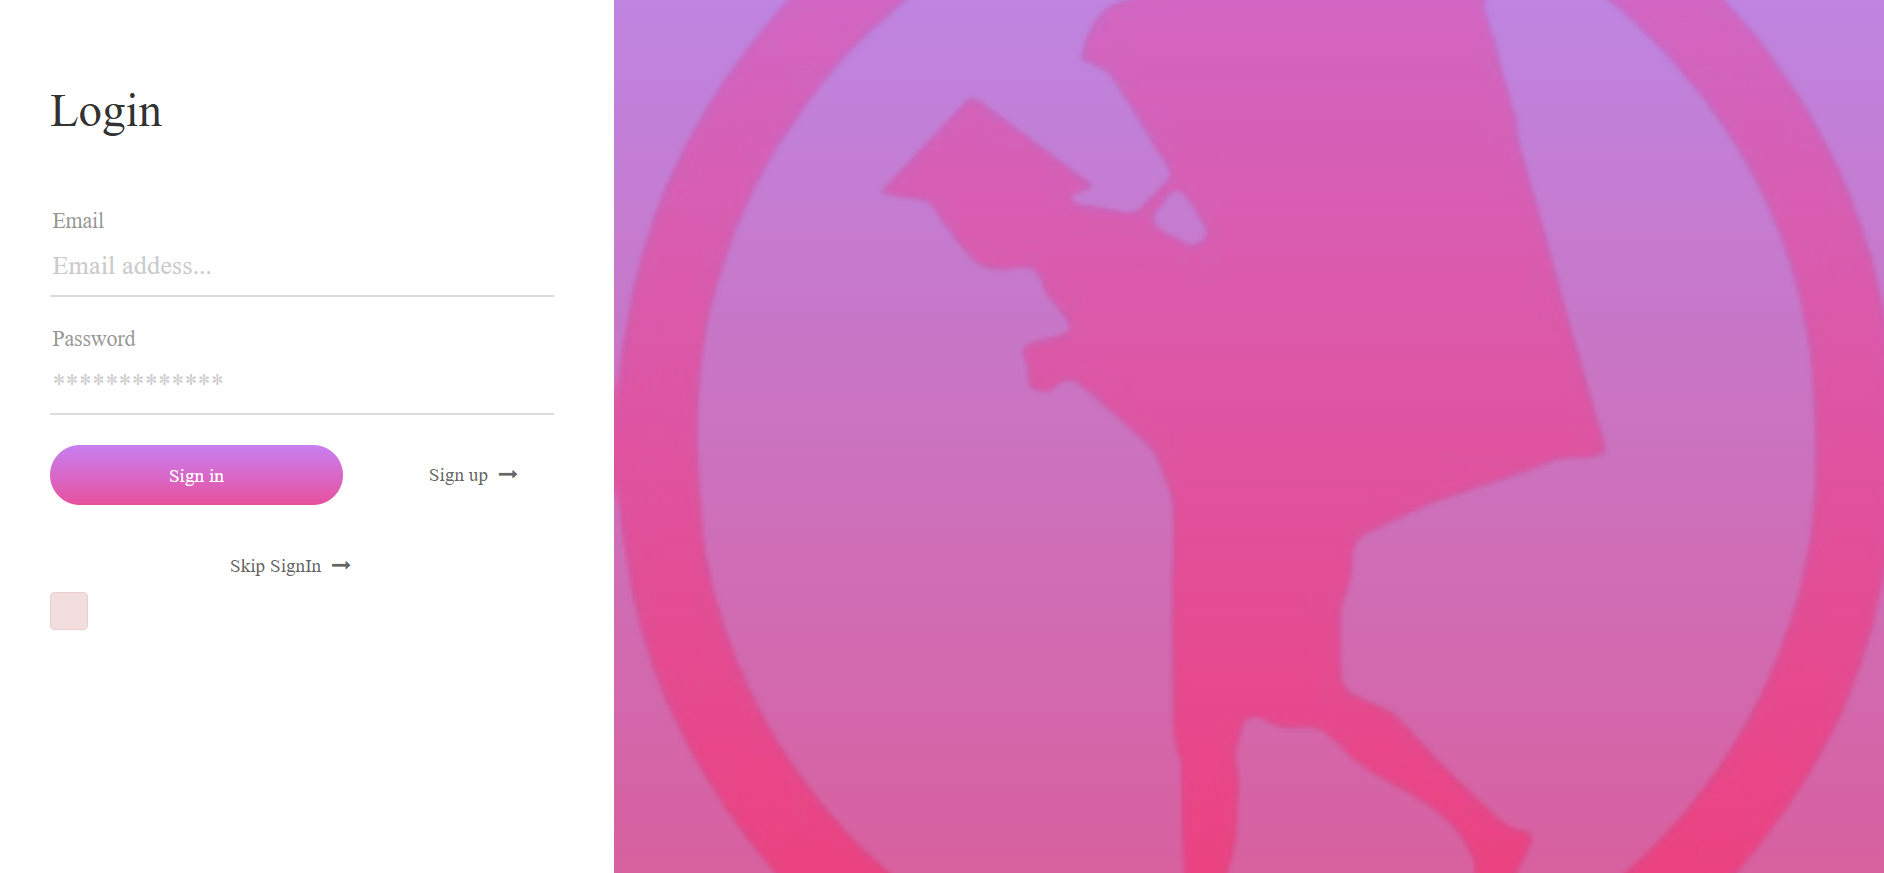 Login
Email
Email addess...
Password
*************
Sign in
Sign up
Skip SignIn